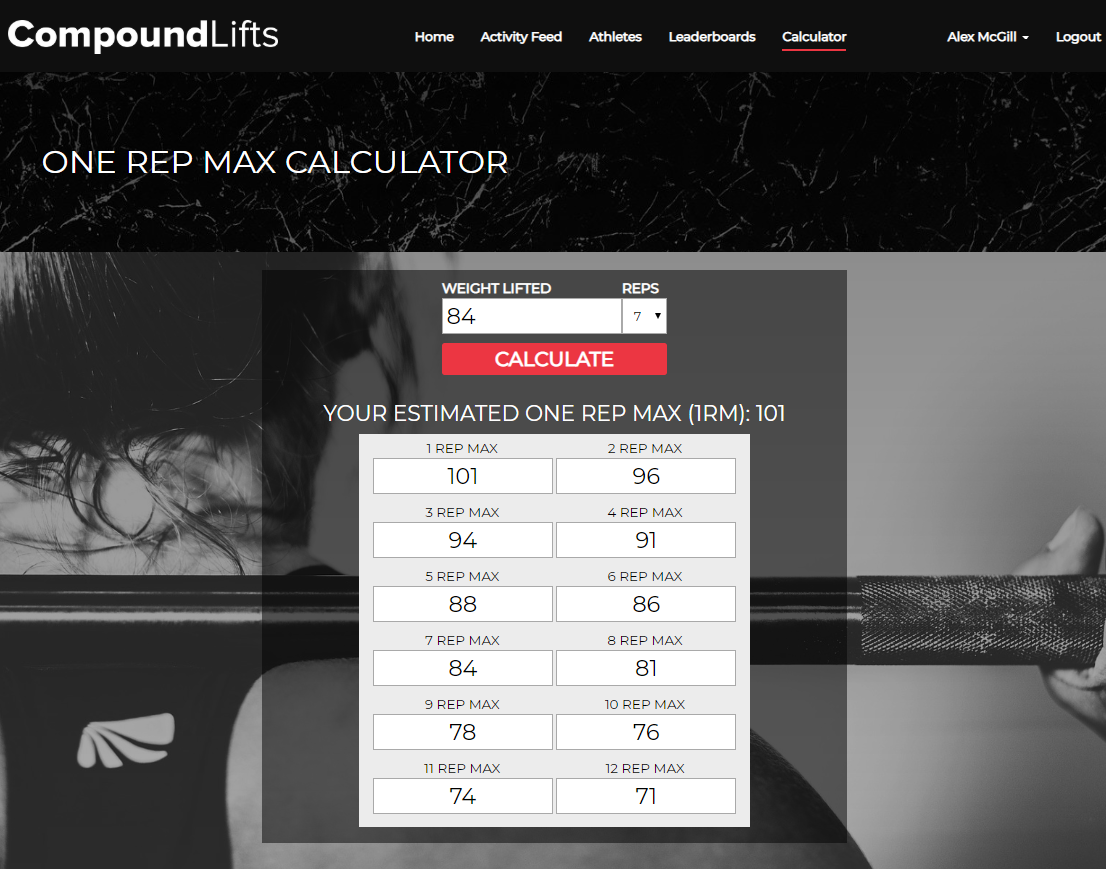 CompoundLifts Home Activity Feed Athletes Leaderboards Calculator Alex McGill Logout
ONE REP MAX CALCULATOR
WEIGHT LIFTED REPS
84 7
CALCULATE
YOUR ESTIMATED ONE REP MAX (1RM): 101
1 REP MAX 2 REP MAX
101 96
3 REP MAX 4 REP MAX
94 91
5 REP MAX 6 REP MAX
88 86
7 REP MAX 8 REP MAX
84 81
9 REP MAX 10 REP MAX
78 76
11 REP MAX 12 REP MAX
74 71